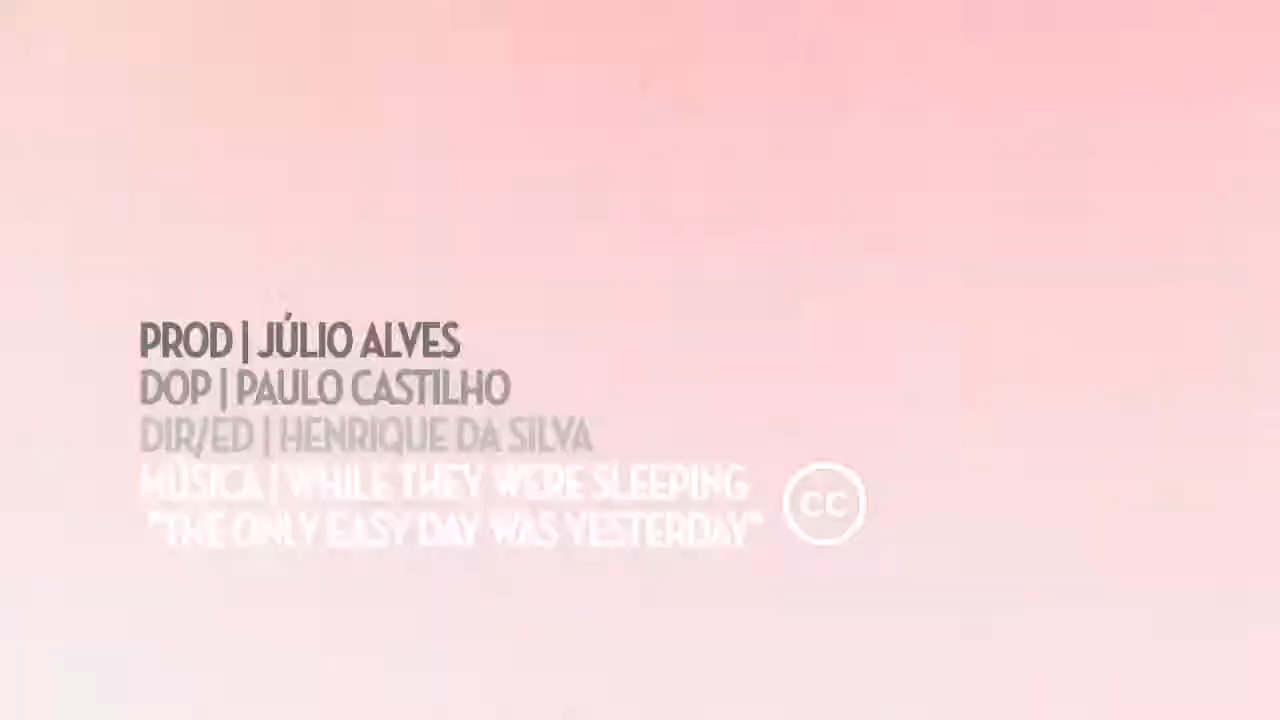 PROD | JÚLIO ALVES
DOP | PAULO CASTILHO
DIR/ED | HENRIQUE DA SILVA
MÚSICA | WHILE THEY WERE SLEEPING
"THE ONLY EASY DAY WAS YESTERDAY"
CC